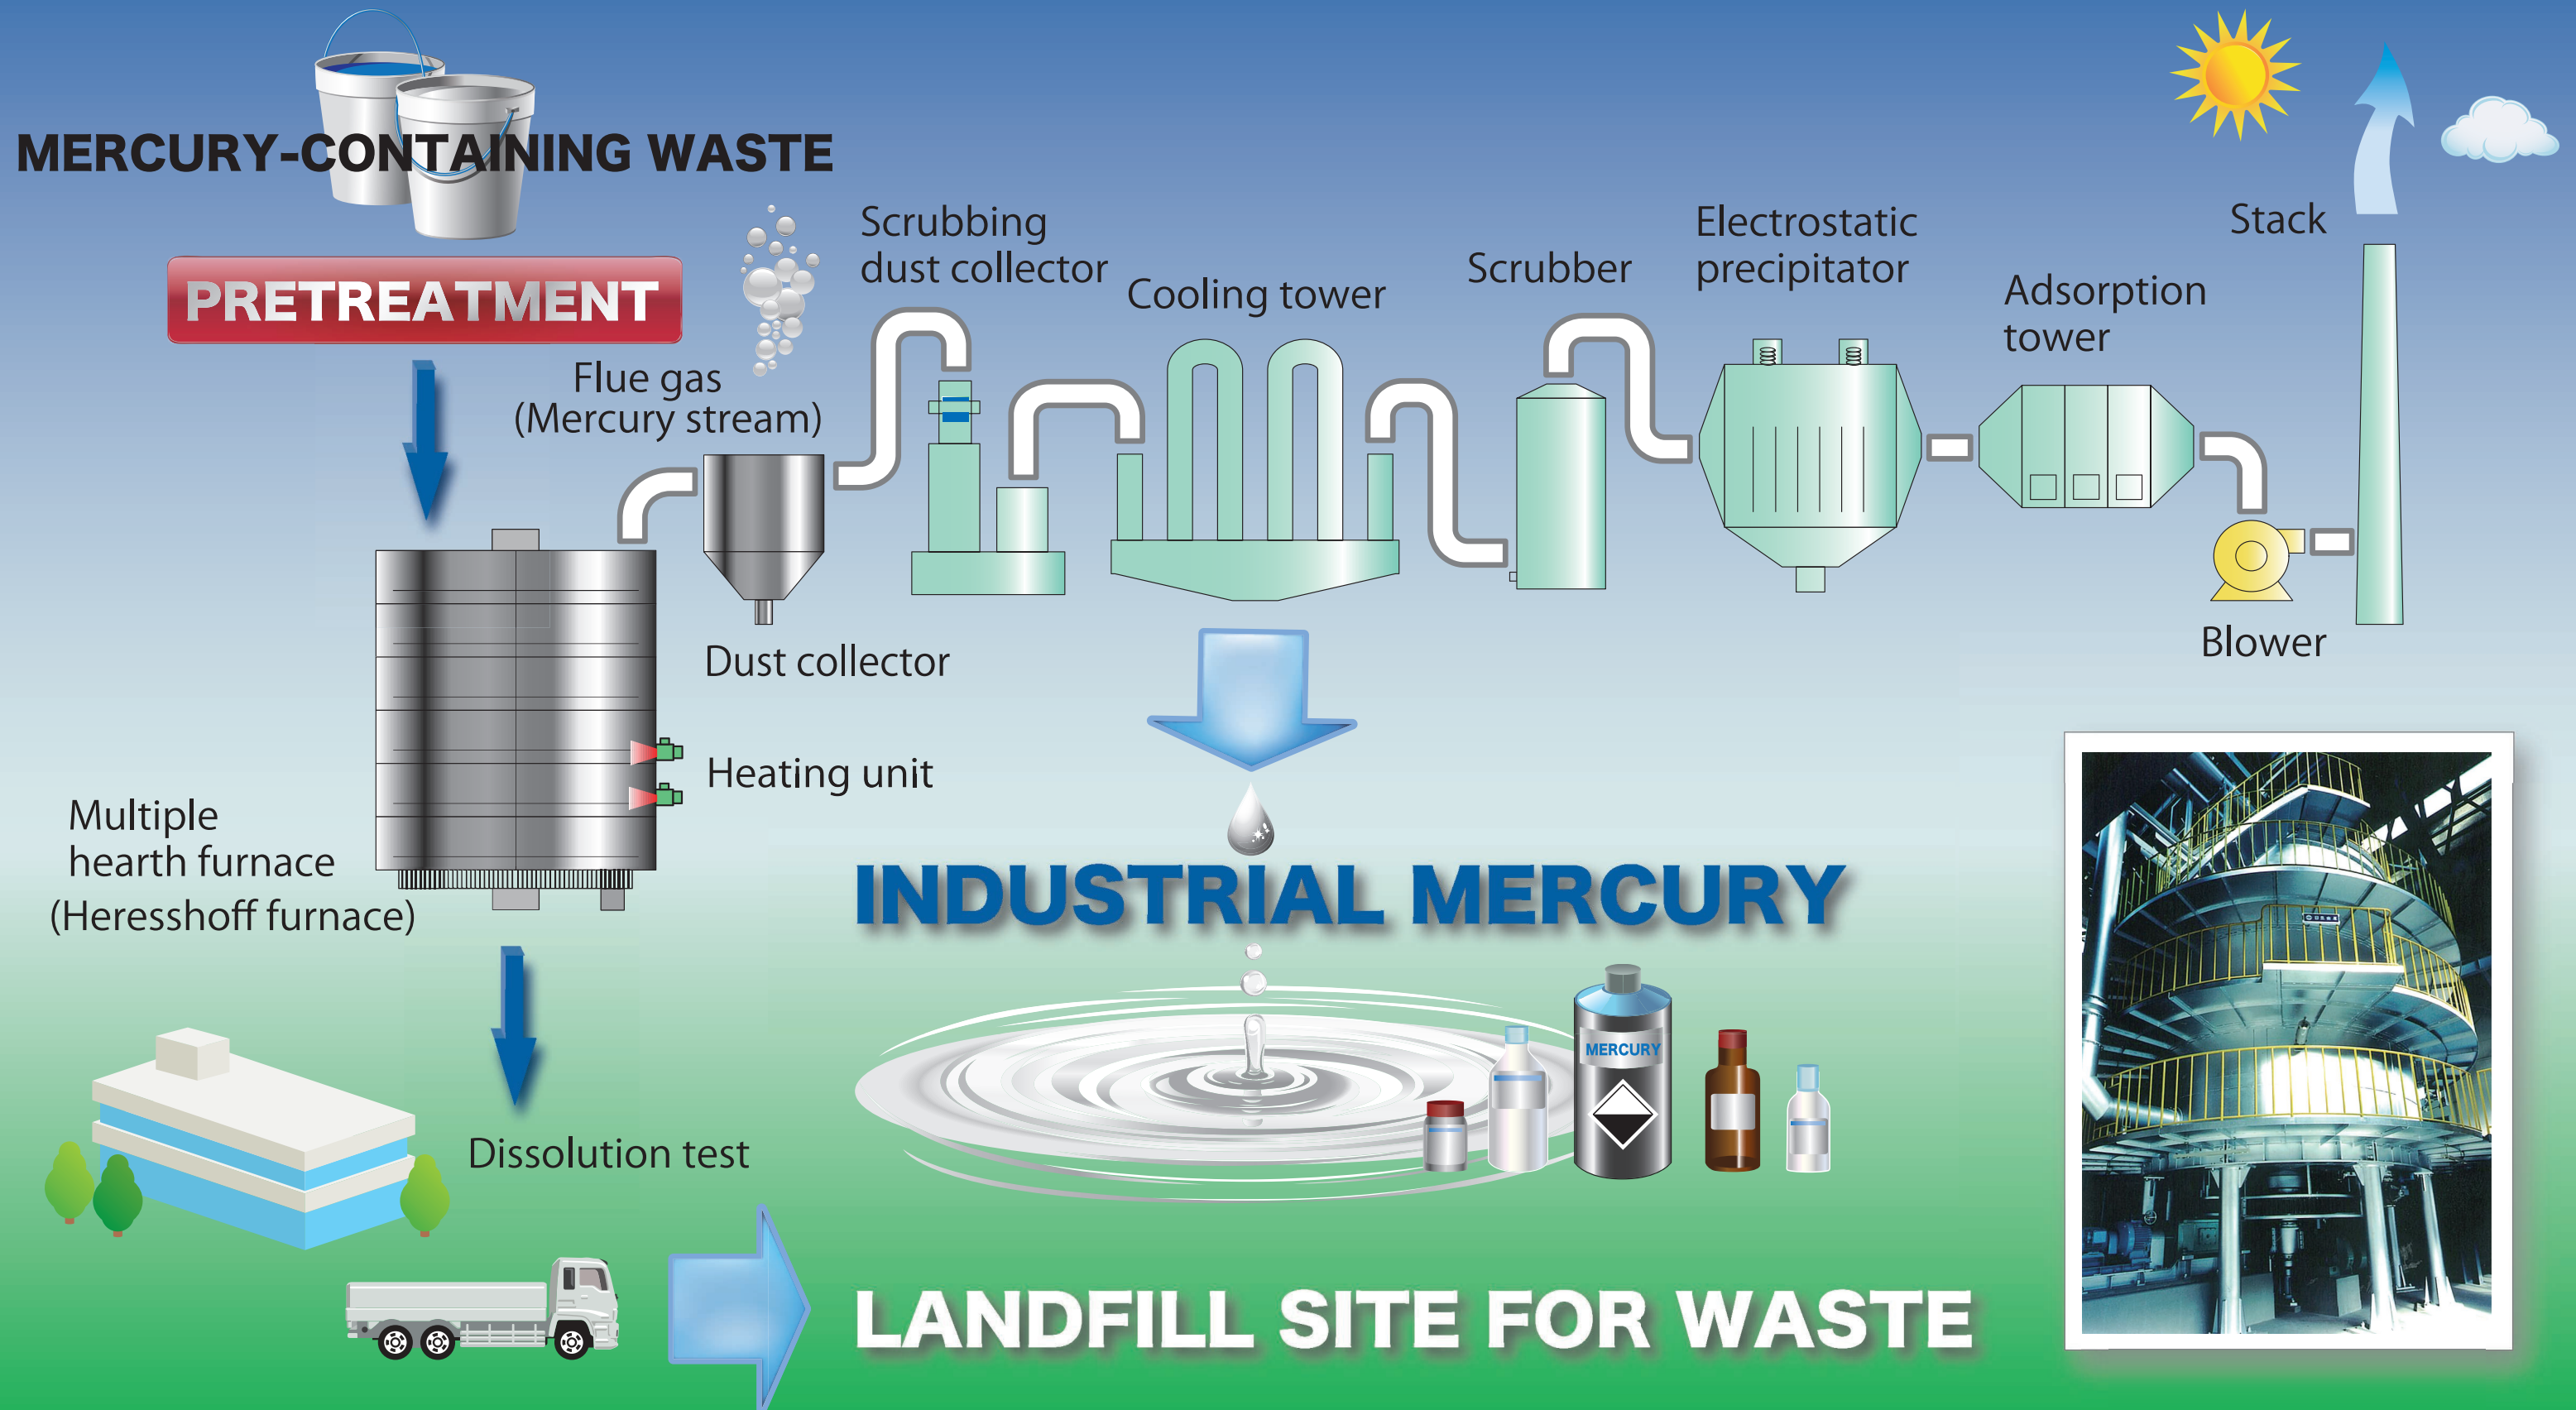 MERCURY-CONTAINING WASTE
PRETREATMENT
Flue gas
(Mercury stream)
Scrubbing
dust collector
Cooling tower
Scrubber
Electrostatic
precipitator
Adsorption
tower
Stack
Blower
Dust collector
Heating unit
Multiple
hearth furnace
(Heresshoff furnace)
INDUSTRIAL MERCURY
MERCURY
Dissolution test
LANDFILL SITE FOR WASTE